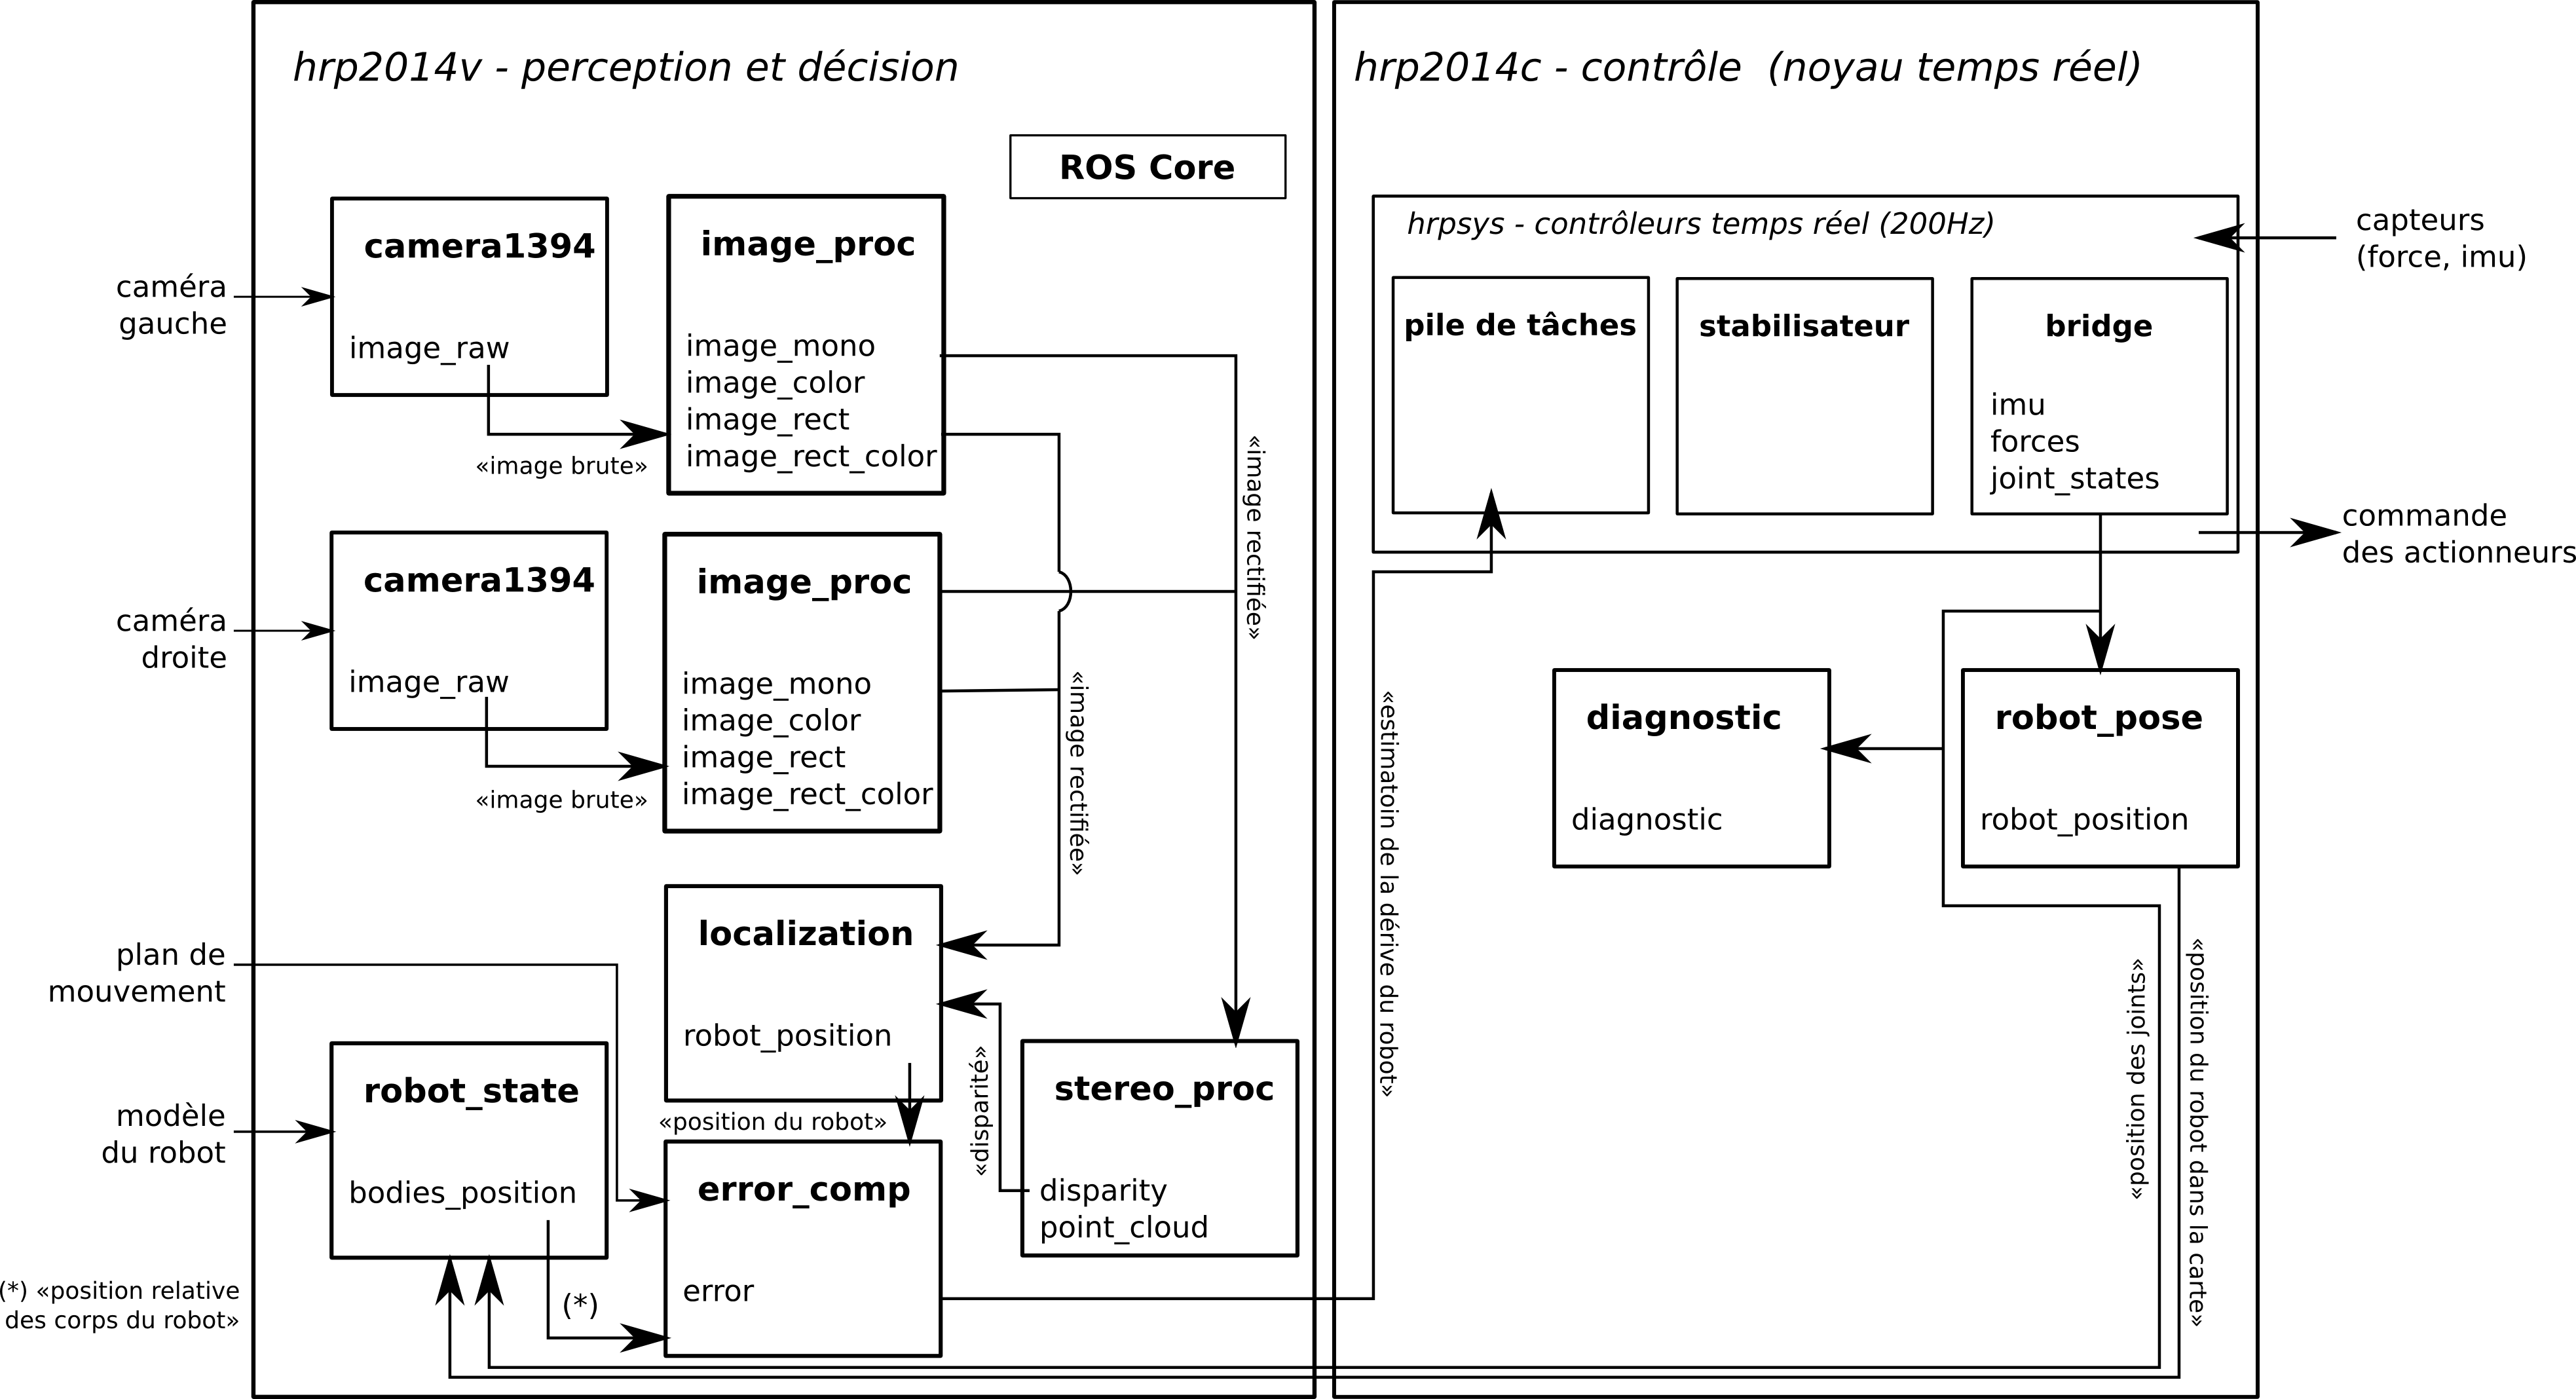 hrp2014v - perception et décision
hrp2014c - contrôle  (noyau temps réel)
ROS Core
camera1394
image_raw
image_proc
image_mono
image_color
image_rect
image_rect_color
caméra
gauche
«image brute»
camera1394
image_raw
image_proc
image_mono
image_color
image_rect
image_rect_color
caméra
droite
«image brute»
«image rectifiée»
«image rectifiée»
localization
robot_position
plan de
mouvement
robot_state
bodies_position
modèle
du robot
«position du robot»
«disparité»
stereo_proc
disparity
point_cloud
error_comp
error
(*)
(*) «position relative
des corps du robot»
hrpsys - contrôleurs temps réel (200Hz)
pile de tâches
stabilisateur
bridge
imu
forces
joint_states
capteurs
(force, imu)
commande
des actionneurs
«estimatoin de la dérive du robot»
diagnostic
diagnostic
robot_pose
robot_position
«position des joints»
«position du robot dans la carte»